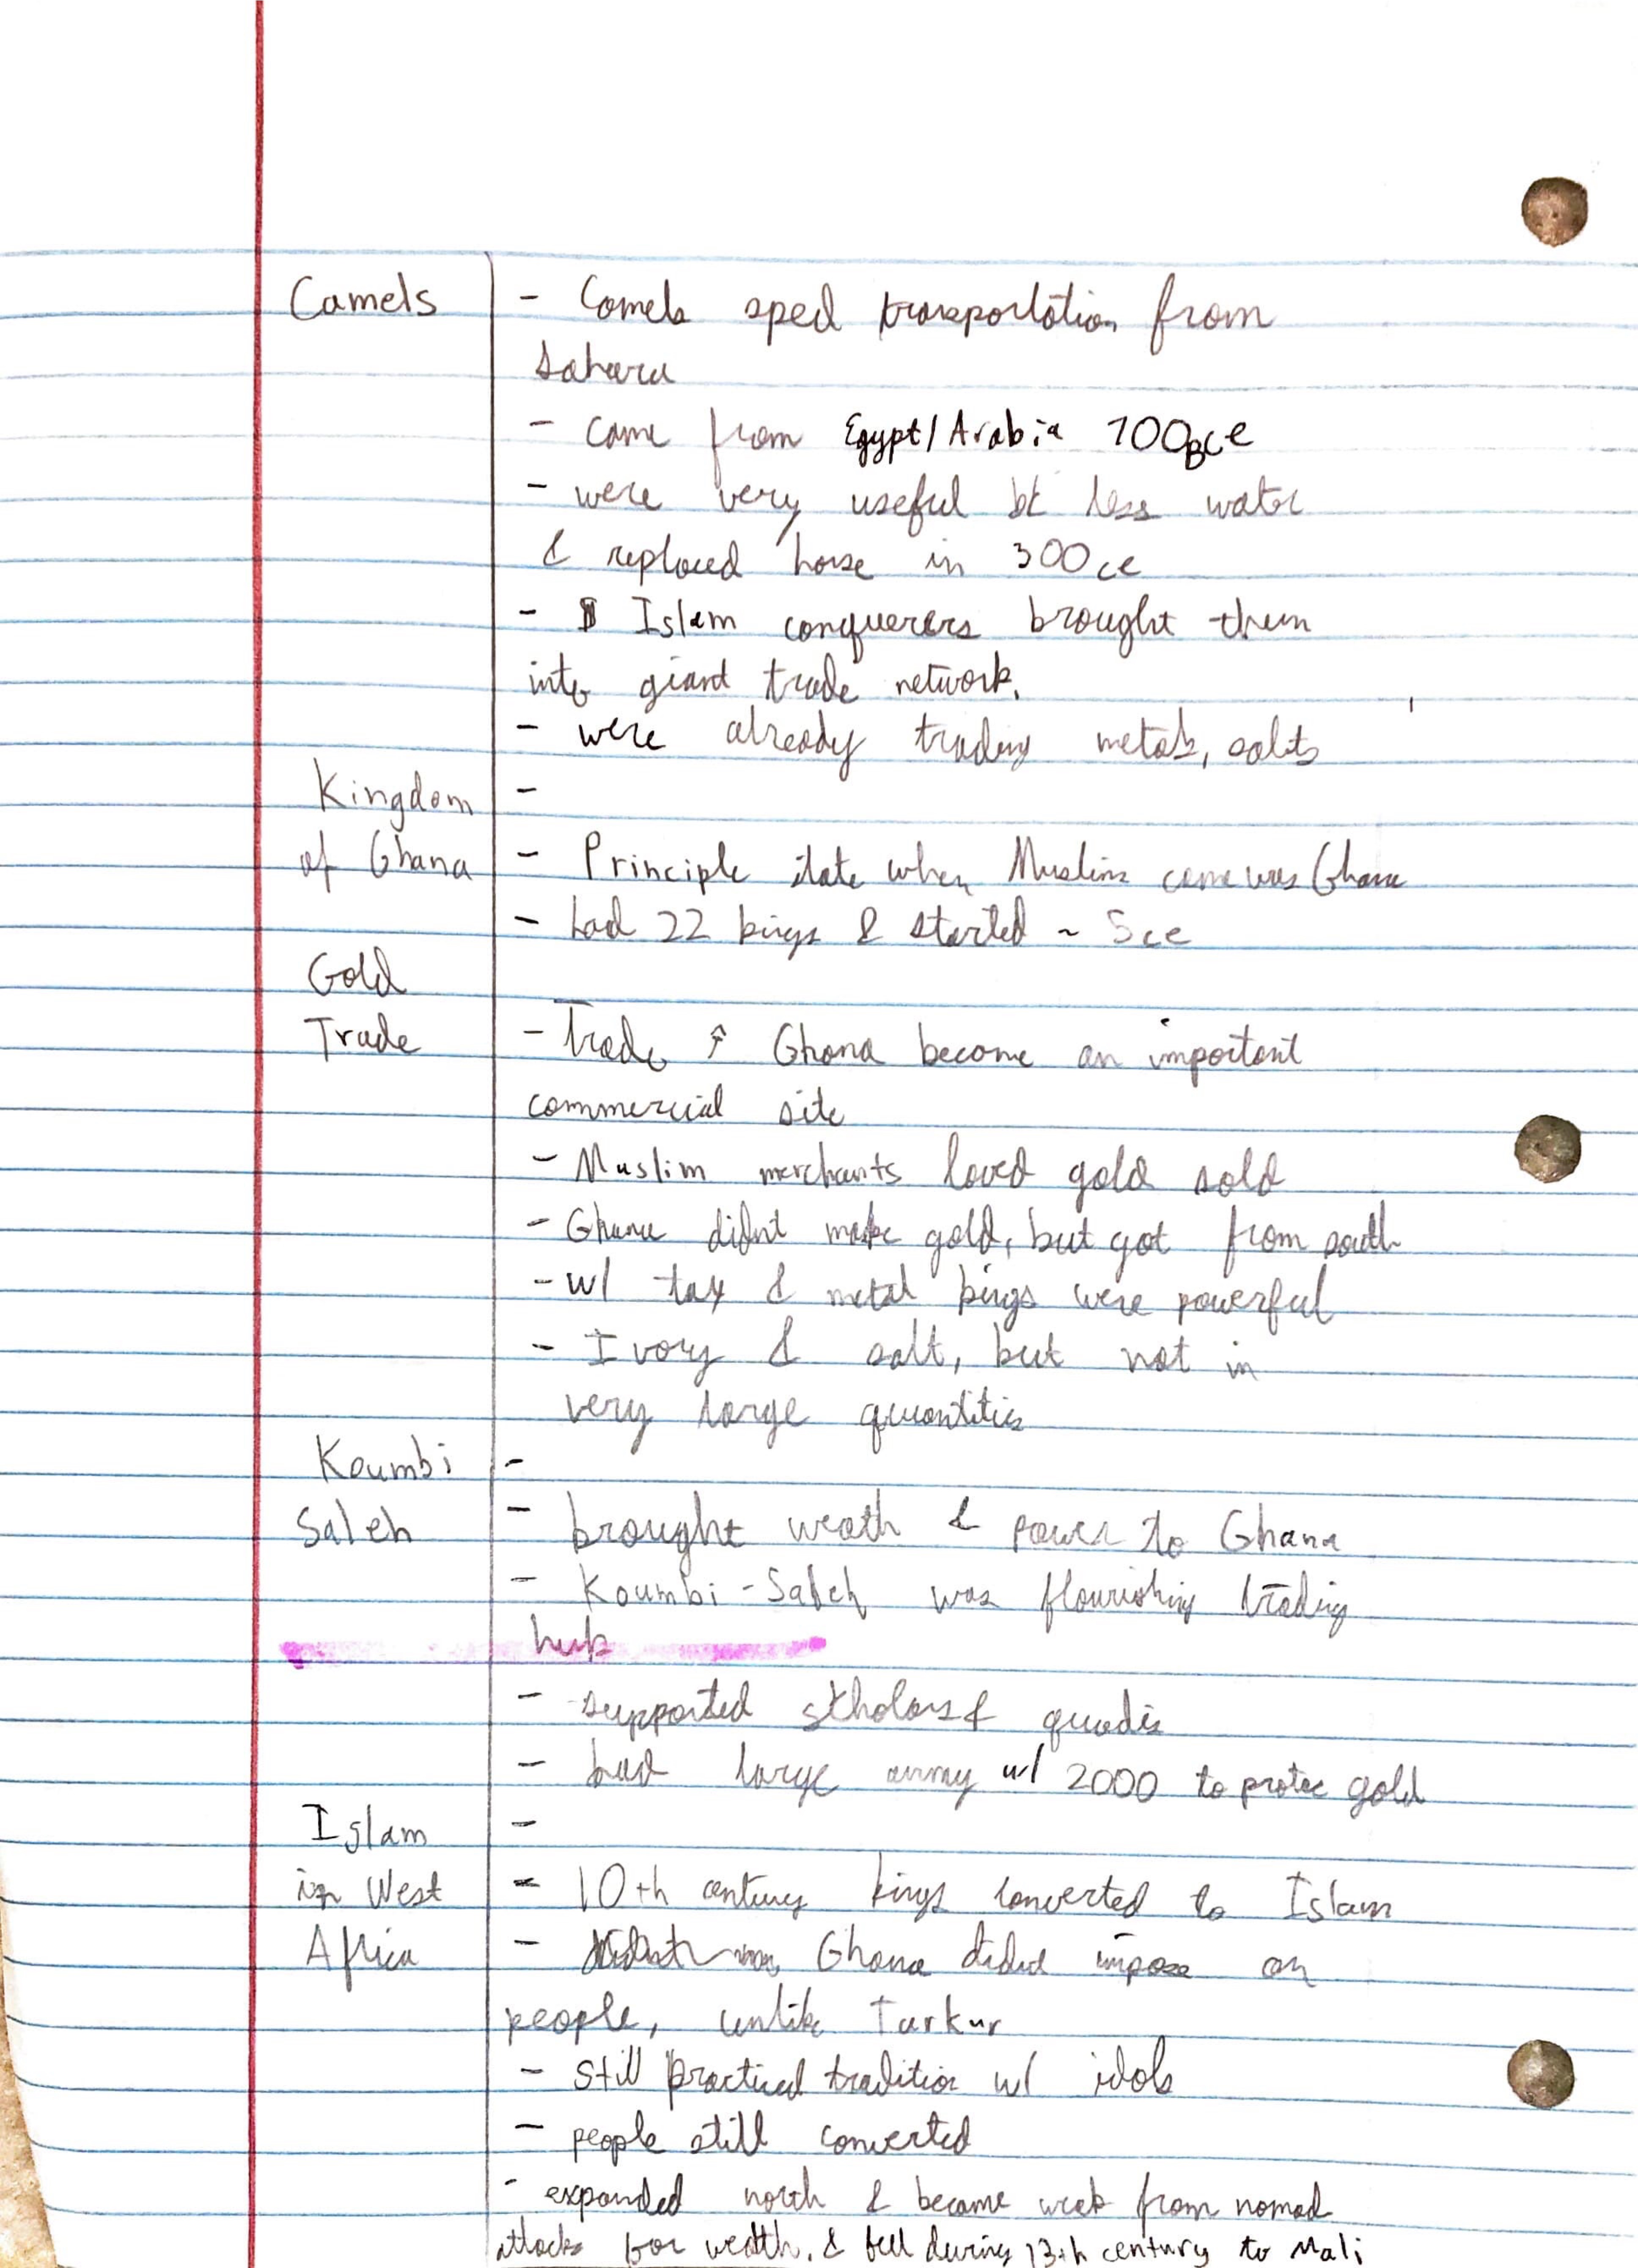 Camels - Camels sped transportation from
Sahara
- came from Egypt/Arabia 100BCE
- were very useful bc less water
& replaced horse in 300ce
- Islam conquerers brought them
into giant trade network.
- were already trading metals, salts
Kingdom -
of Ghana - Principle state when Muslims came was Ghana
- had 22 kings & started ~ 5ce
Gold
Trade - Trade ↑ Ghana become an important
commercial site
- Muslim merchants loved gold sold
- Ghana didnt make gold, but got from south
- w/ tax & metal kings were powerful
- Ivory & salt, but not in
very large quantities
Koumbi -
Saleh - brought weath & power to Ghana
- Koumbi-Saleh was flourishing trading
hub
- supported scholars & quadis
- had large army w/ 2000 to protec gold
Islam -
in West - 10th century kings converted to Islam
Africa - Ghana didnt impose on
people, unlike Tarkur
- still practiced tradition w/ idols
- people still converted
- expanded north & became weak from nomad
attacks for wealth, & fell during 13th century to Mali